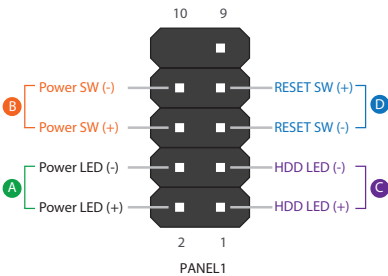 10 9
Power SW (-) RESET SW (+)
B D
Power SW (+) RESET SW (-)
Power LED (-) HDD LED (-)
A C
Power LED (+) HDD LED (+)
2 1
PANEL1